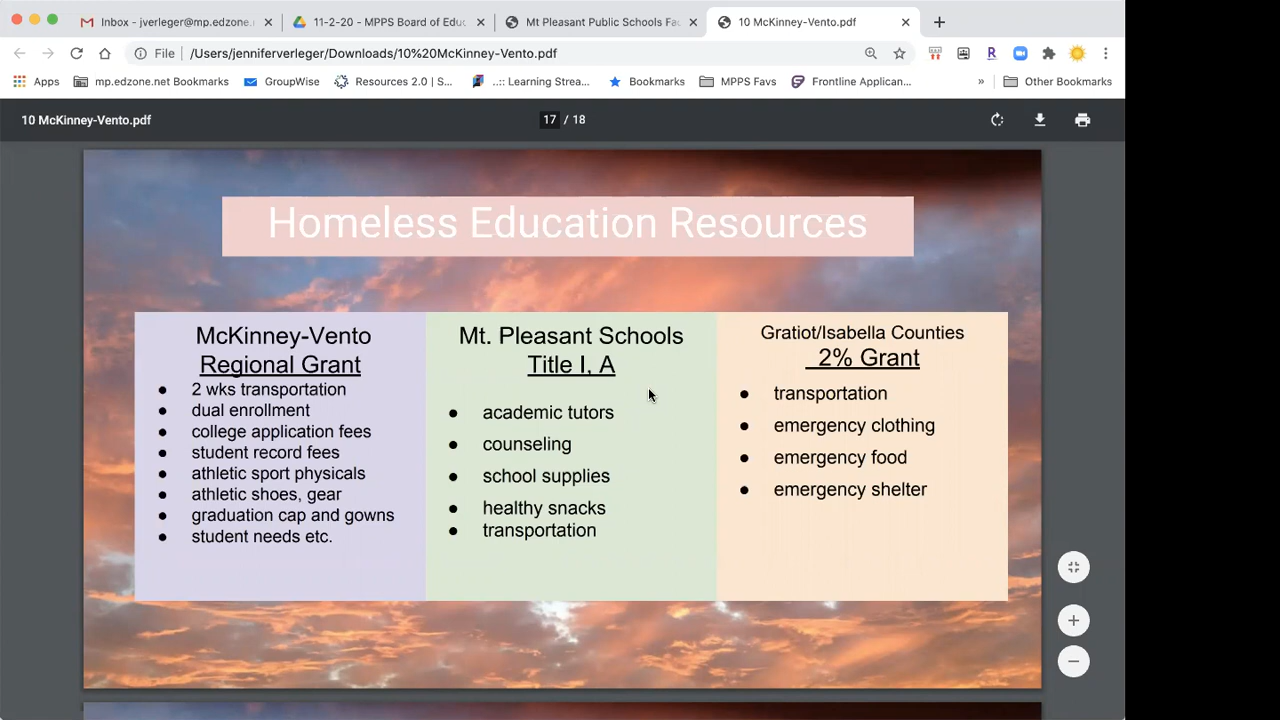 Inbox - jverleger@mp.edzone.
11-2-20 - MPPS Board of Educ
Mt Pleasant Public Schools Fac
10 McKinney-Vento.pdf
File /Users/jenniferverleger/Downloads/10%20McKinney-Vento.pdf
Apps
mp.edzone.net Bookmarks
GroupWise
Resources 2.0 | S...
..:: Learning Strea...
Bookmarks
MPPS Favs
Frontline Applican...
»
Other Bookmarks
10 McKinney-Vento.pdf
17 / 18
Homeless Education Resources
McKinney-Vento
Regional Grant
• 2 wks transportation
• dual enrollment
• college application fees
• student record fees
• athletic sport physicals
• athletic shoes, gear
• graduation cap and gowns
• student needs etc.
Mt. Pleasant Schools
Title I, A
• academic tutors
• counseling
• school supplies
• healthy snacks
• transportation
Gratiot/Isabella Counties
2% Grant
• transportation
• emergency clothing
• emergency food
• emergency shelter